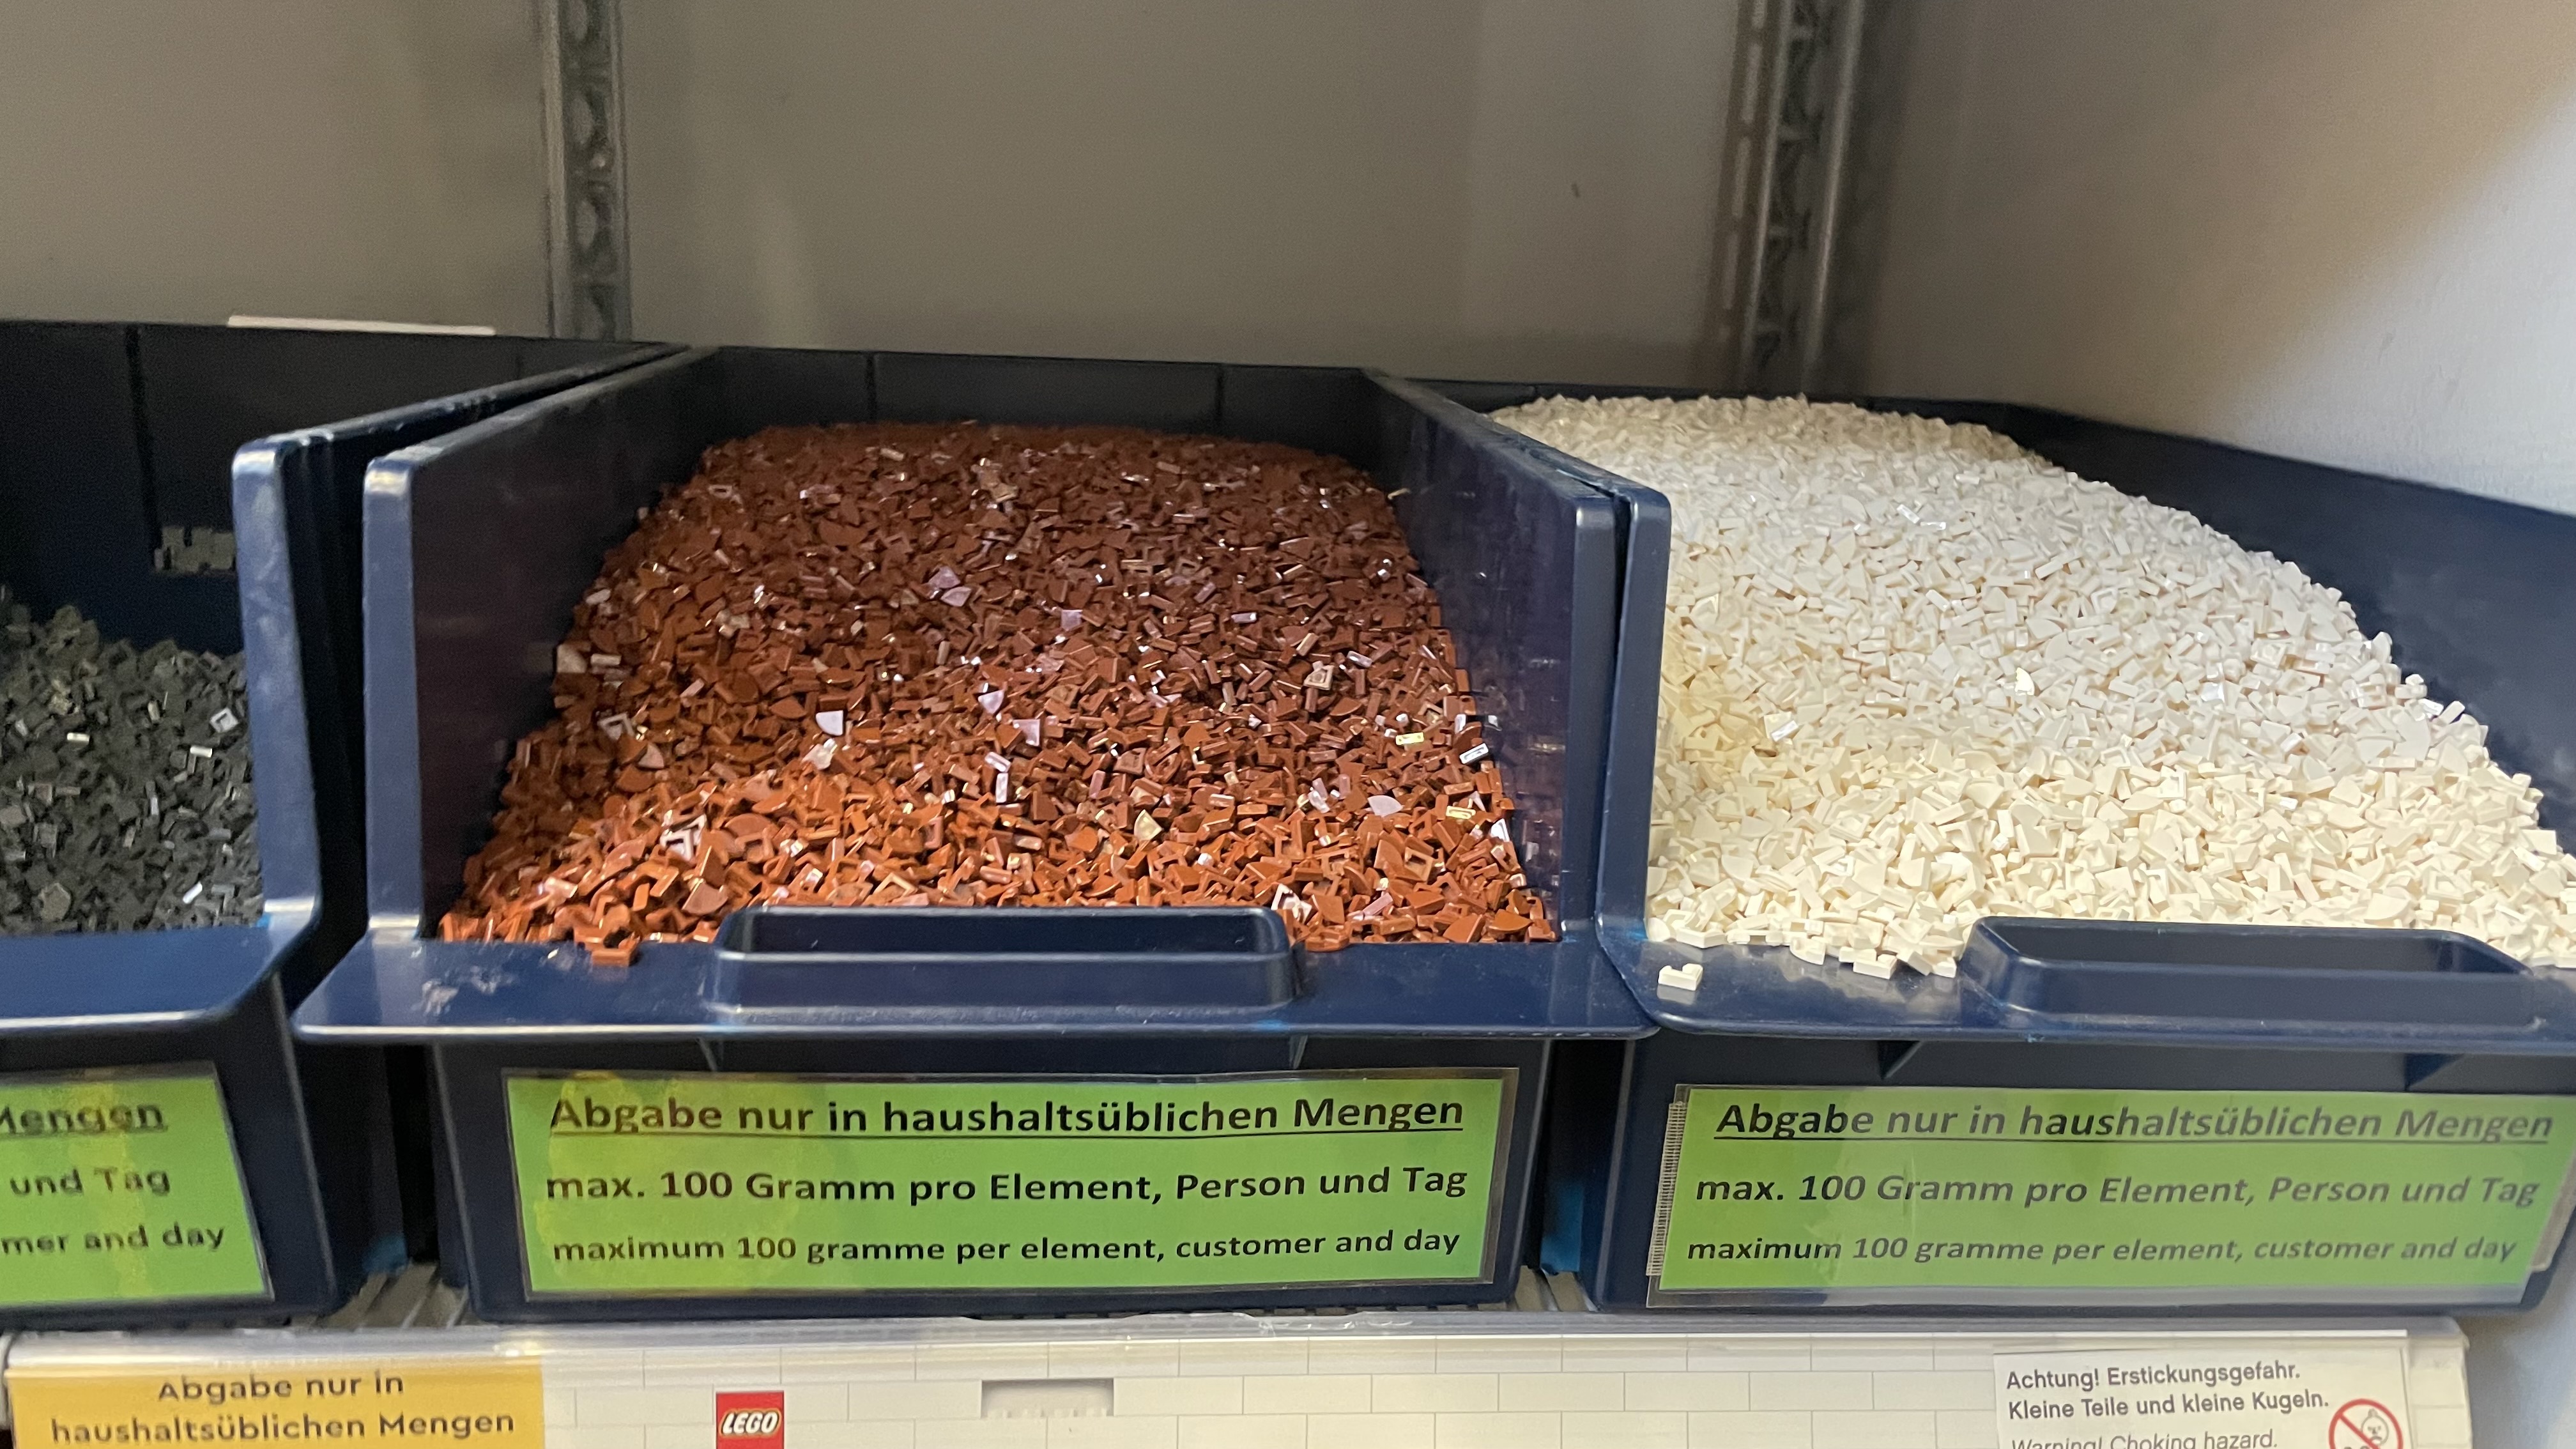 Mengen
und Tag
mer and day
Abgabe nur in haushaltsüblichen Mengen
max. 100 Gramm pro Element, Person und Tag
maximum 100 gramme per element, customer and day
Abgabe nur in haushaltsüblichen Mengen
max. 100 Gramm pro Element, Person und Tag
maximum 100 gramme per element, customer and day
Abgabe nur in
haushaltsüblichen Mengen
LEGO
Achtung! Erstickungsgefahr.
Kleine Teile und kleine Kugeln.
Warning! Choking hazard.